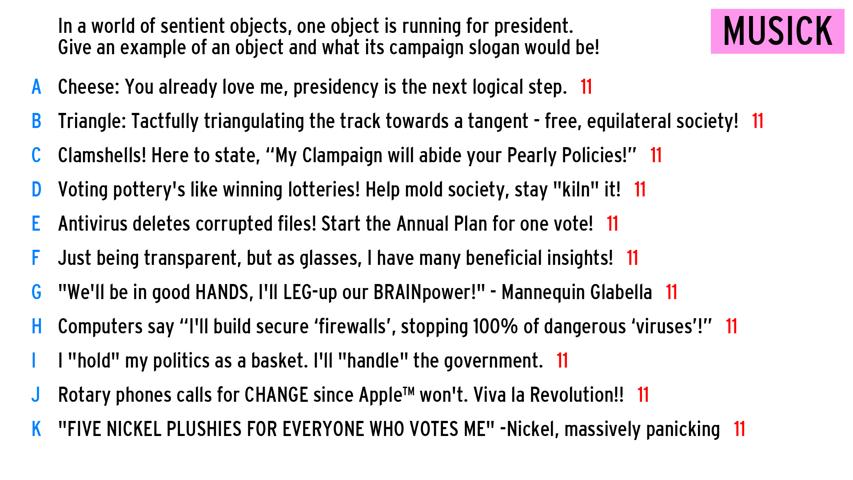 In a world of sentient objects, one object is running for president.
Give an example of an object and what its campaign slogan would be!
MUSICK
A Cheese: You already love me, presidency is the next logical step. 11
B Triangle: Tactfully triangulating the track towards a tangent - free, equilateral society! 11
C Clamshells! Here to state, “My Clampaign will abide your Pearly Policies!” 11
D Voting pottery's like winning lotteries! Help mold society, stay "kiln" it! 11
E Antivirus deletes corrupted files! Start the Annual Plan for one vote! 11
F Just being transparent, but as glasses, I have many beneficial insights! 11
G "We'll be in good HANDS, I'll LEG-up our BRAINpower!" - Mannequin Glabella 11
H Computers say “I'll build secure ‘firewalls’, stopping 100% of dangerous ‘viruses’!” 11
I I "hold" my politics as a basket. I'll "handle" the government. 11
J Rotary phones calls for CHANGE since Apple™ won't. Viva la Revolution!! 11
K "FIVE NICKEL PLUSHIES FOR EVERYONE WHO VOTES ME" -Nickel, massively panicking 11